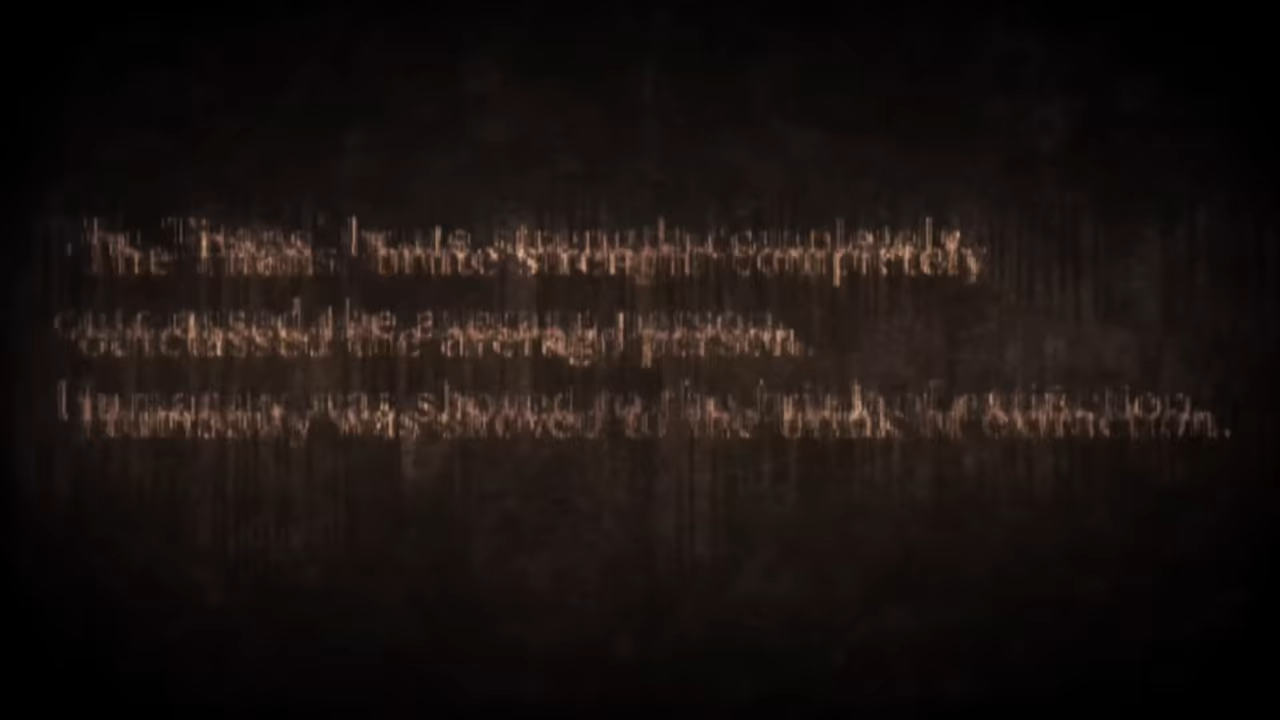 The Titans' brute strength completely
outclassed the average person.
Humanity was shoved to the brink of extinction.